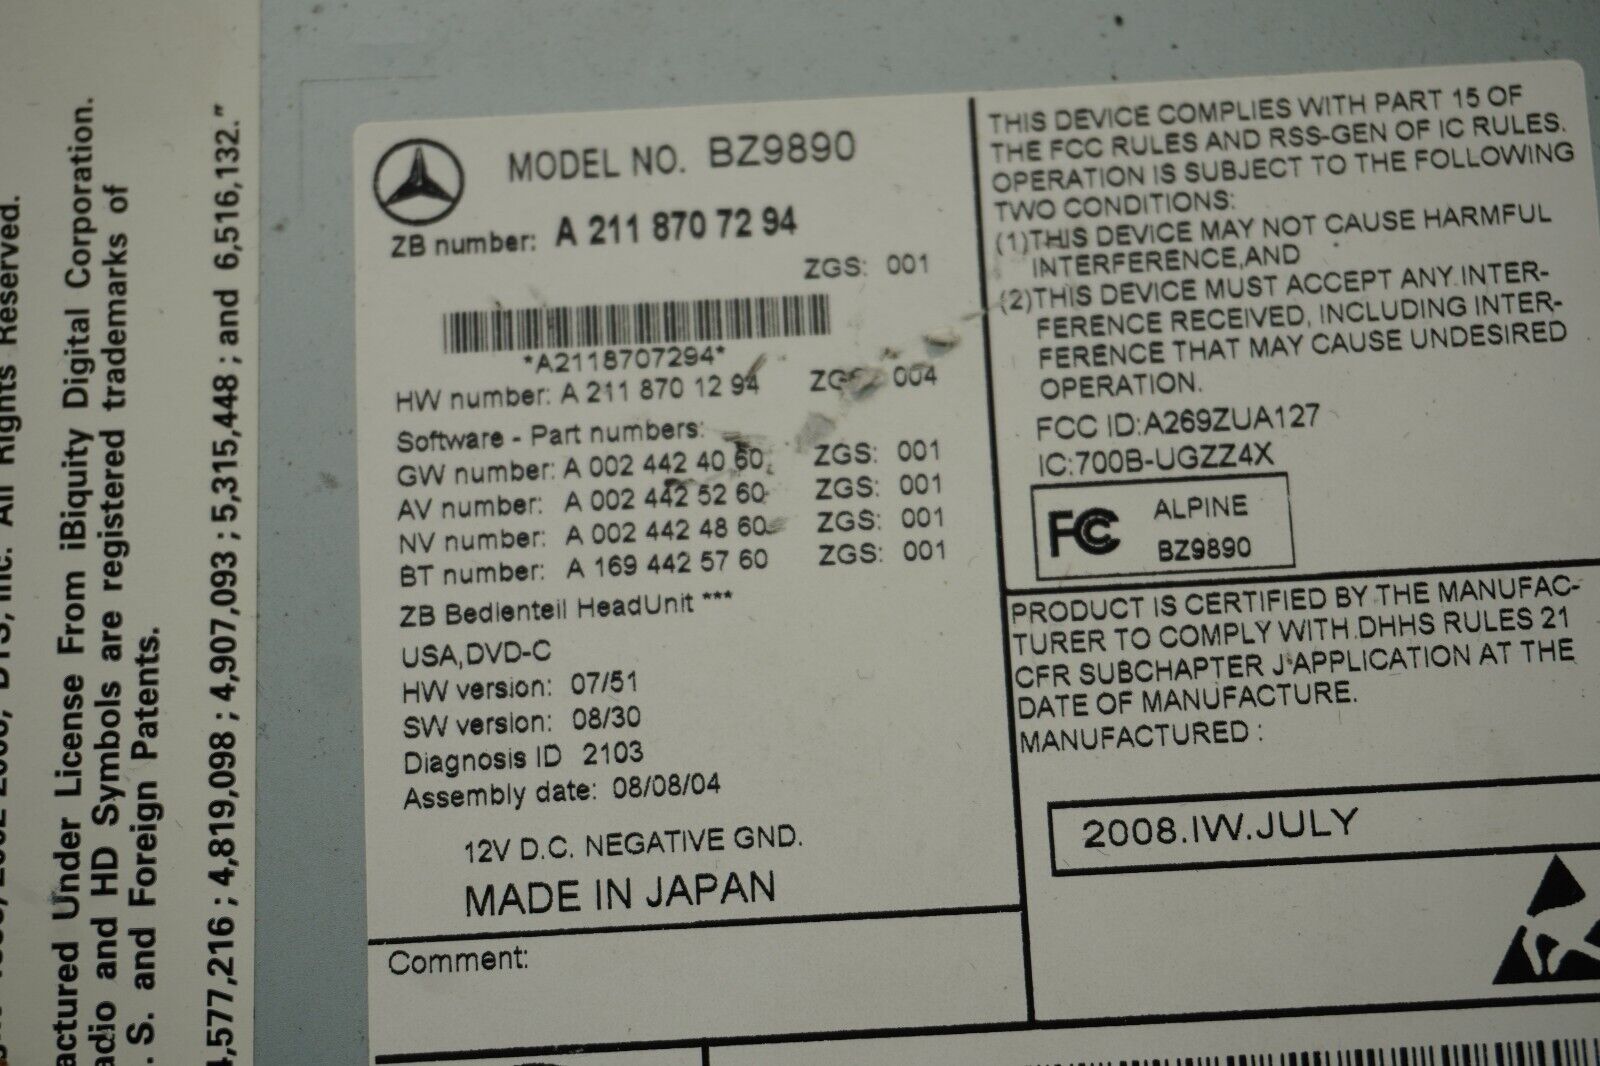 MODEL NO. BZ9890
ZB number: A 211 870 72 94
ZGS: 001
*A2118707294*
HW number: A 211 870 12 94 ZGS: 004
Software - Part numbers:
GW number: A 002 442 40 60 ZGS: 001
AV number: A 002 442 52 60 ZGS: 001
NV number: A 002 442 48 60 ZGS: 001
BT number: A 169 442 57 60 ZGS: 001
ZB Bedienteil HeadUnit ***
USA,DVD-C
HW version: 07/51
SW version: 08/30
Diagnosis ID 2103
Assembly date: 08/08/04
12V D.C. NEGATIVE GND.
MADE IN JAPAN
Comment:
THIS DEVICE COMPLIES WITH PART 15 OF
THE FCC RULES AND RSS-GEN OF IC RULES.
OPERATION IS SUBJECT TO THE FOLLOWING
TWO CONDITIONS:
(1)THIS DEVICE MAY NOT CAUSE HARMFUL
INTERFERENCE,AND
(2)THIS DEVICE MUST ACCEPT ANY INTER-
FERENCE RECEIVED, INCLUDING INTER-
FERENCE THAT MAY CAUSE UNDESIRED
OPERATION.
FCC ID:A269ZUA127
IC:700B-UGZZ4X
FC ALPINE
BZ9890
PRODUCT IS CERTIFIED BY THE MANUFAC-
TURER TO COMPLY WITH DHHS RULES 21
CFR SUBCHAPTER J APPLICATION AT THE
DATE OF MANUFACTURE.
MANUFACTURED :
2008.IW.JULY
Inc. All Rights Reserved.
Under License From iBiquity Digital Corporation.
and HD Symbols are registered trademarks of
S. and Foreign Patents.
4,577,216 ; 4,819,098 ; 4,907,093 ; 5,315,448 ; and 6,516,132.”